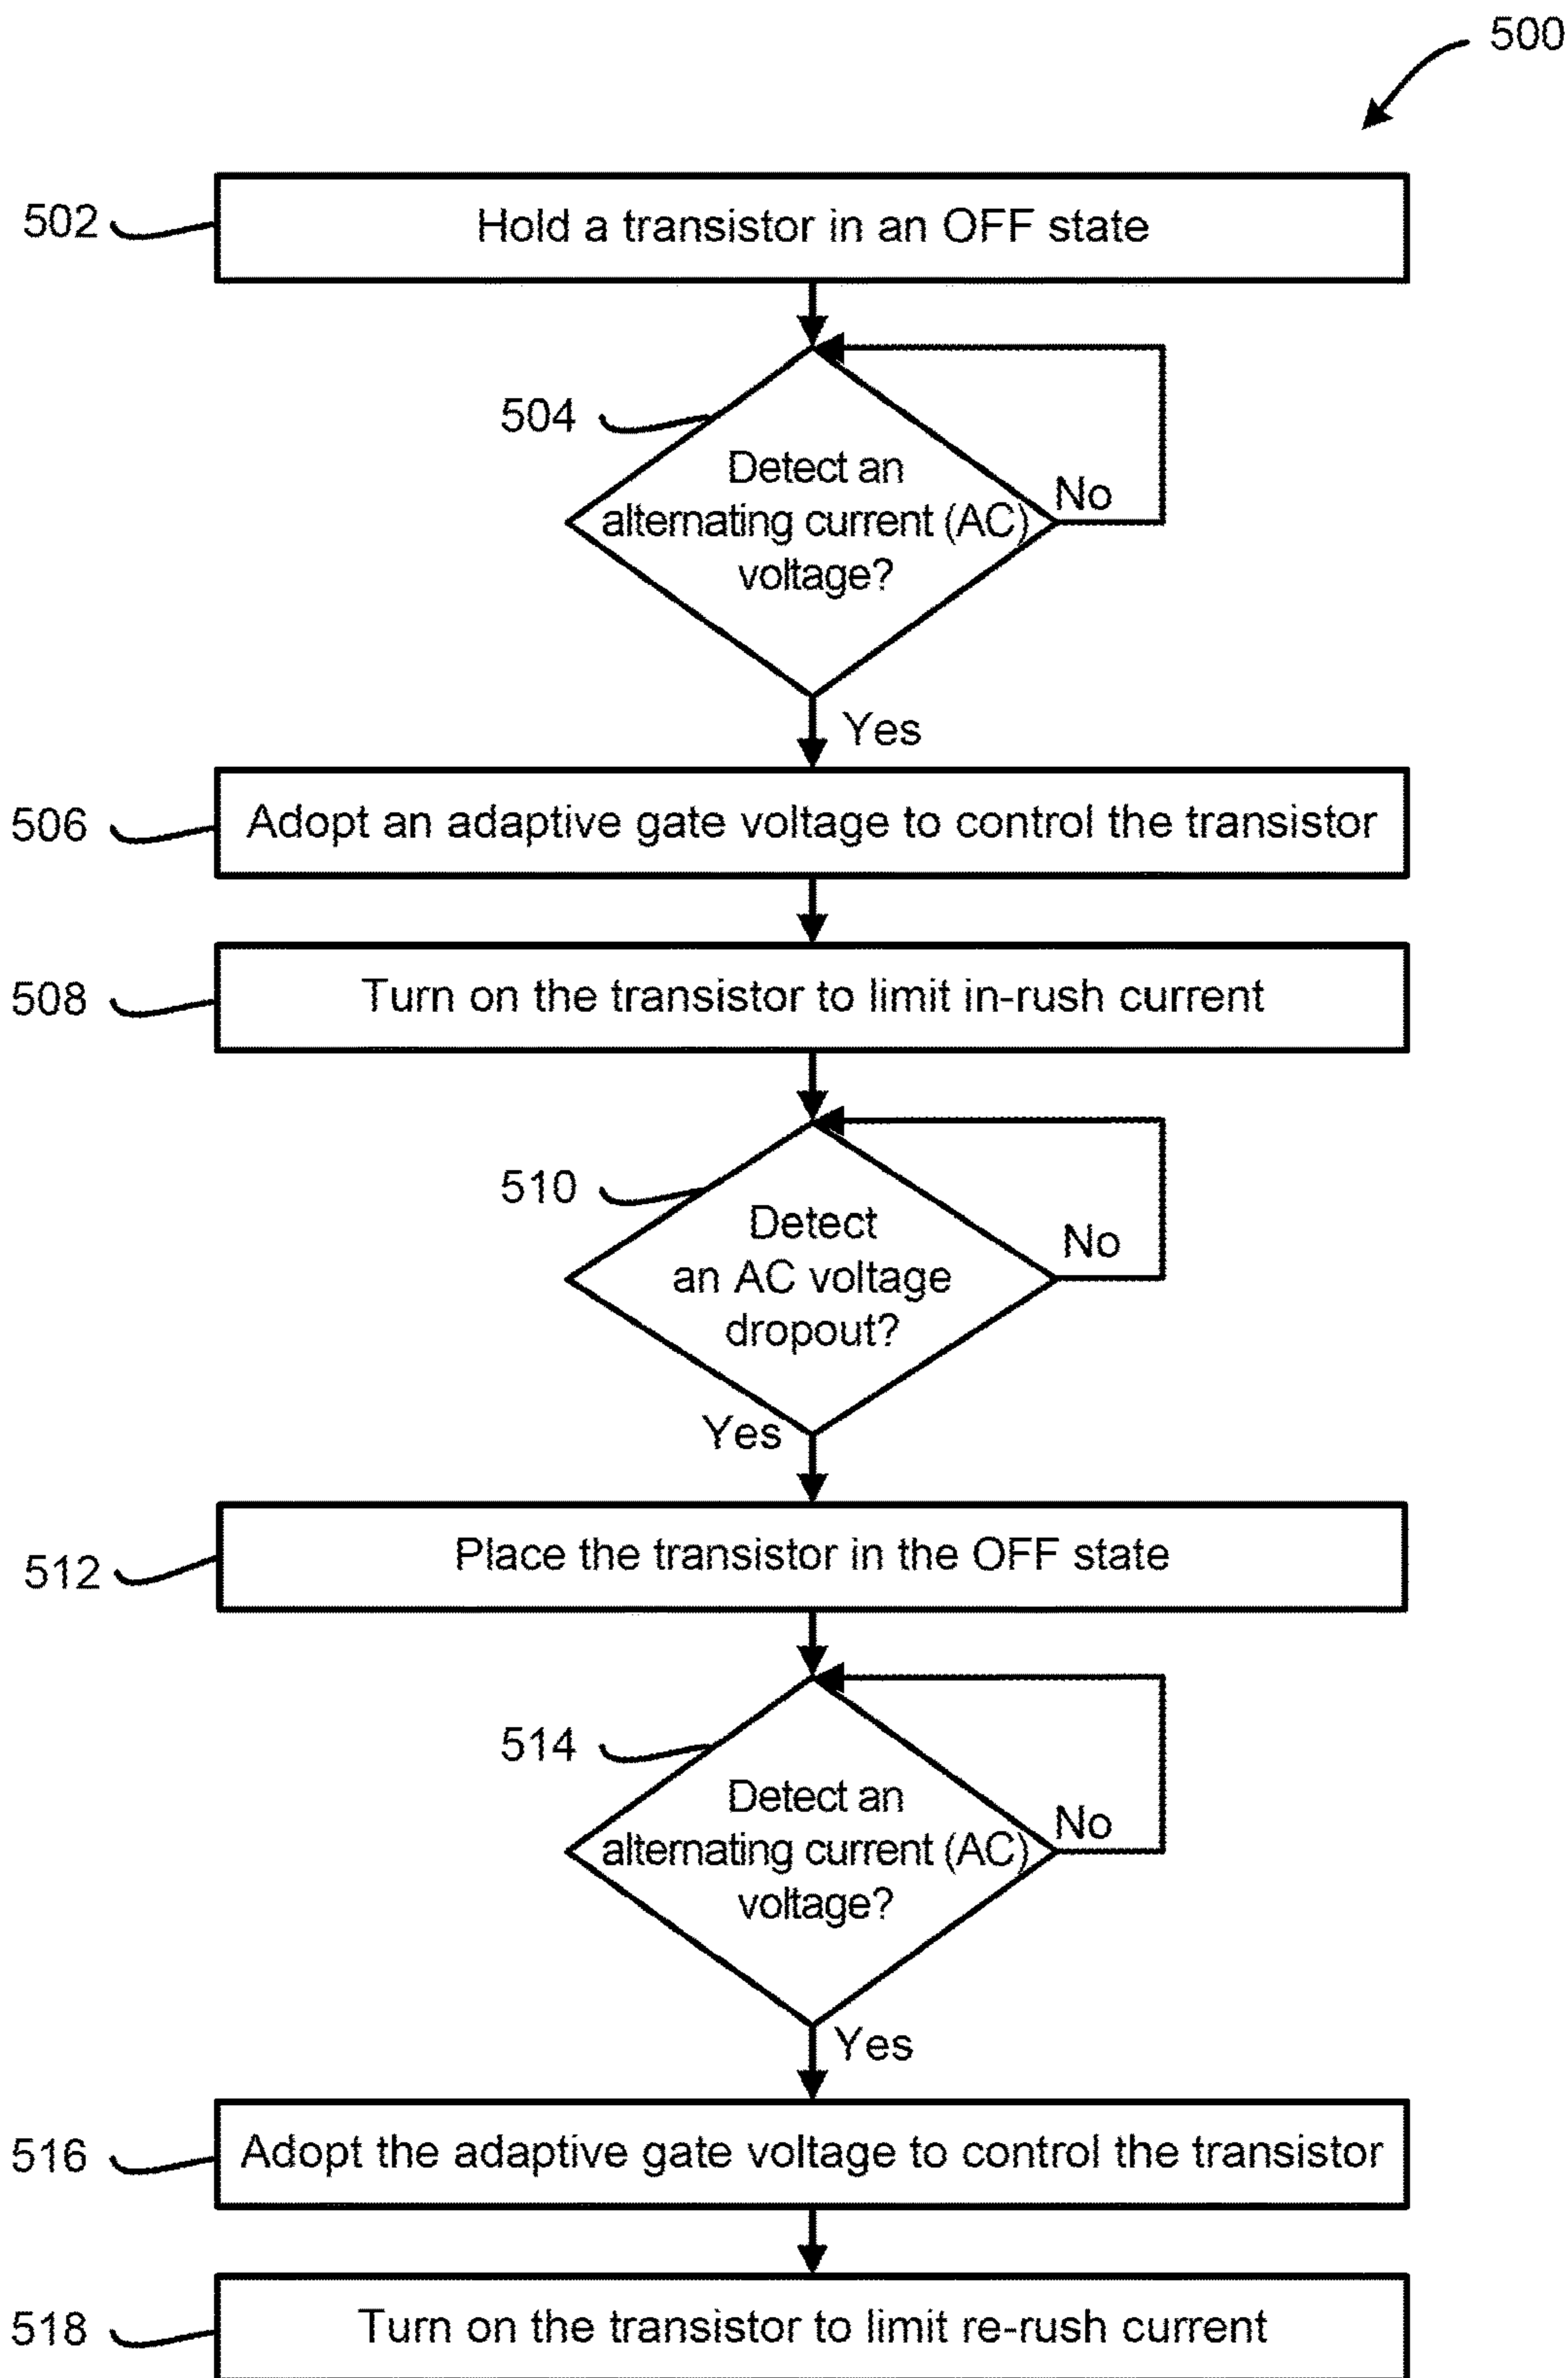 500
502
Hold a transistor in an OFF state
504
Detect an
alternating current (AC)
voltage?
No
Yes
506
Adopt an adaptive gate voltage to control the transistor
508
Turn on the transistor to limit in-rush current
510
Detect
an AC voltage
dropout?
No
Yes
512
Place the transistor in the OFF state
514
Detect an
alternating current (AC)
voltage?
No
Yes
516
Adopt the adaptive gate voltage to control the transistor
518
Turn on the transistor to limit re-rush current